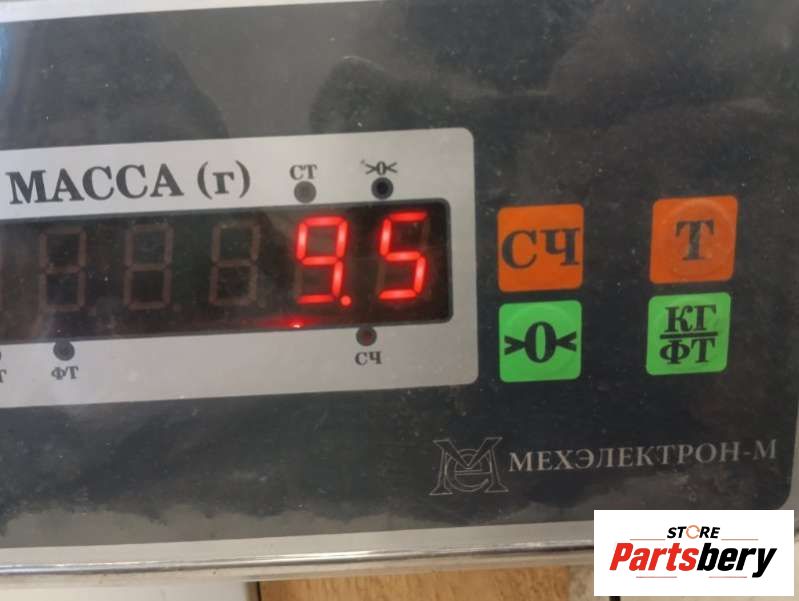 МАССА (г)
СТ
>0<
9.5
ФТ
СЧ
СЧ
Т
>0<
КГ
ФТ
МЕХЭЛЕКТРОН-М
STORE
Partsbery